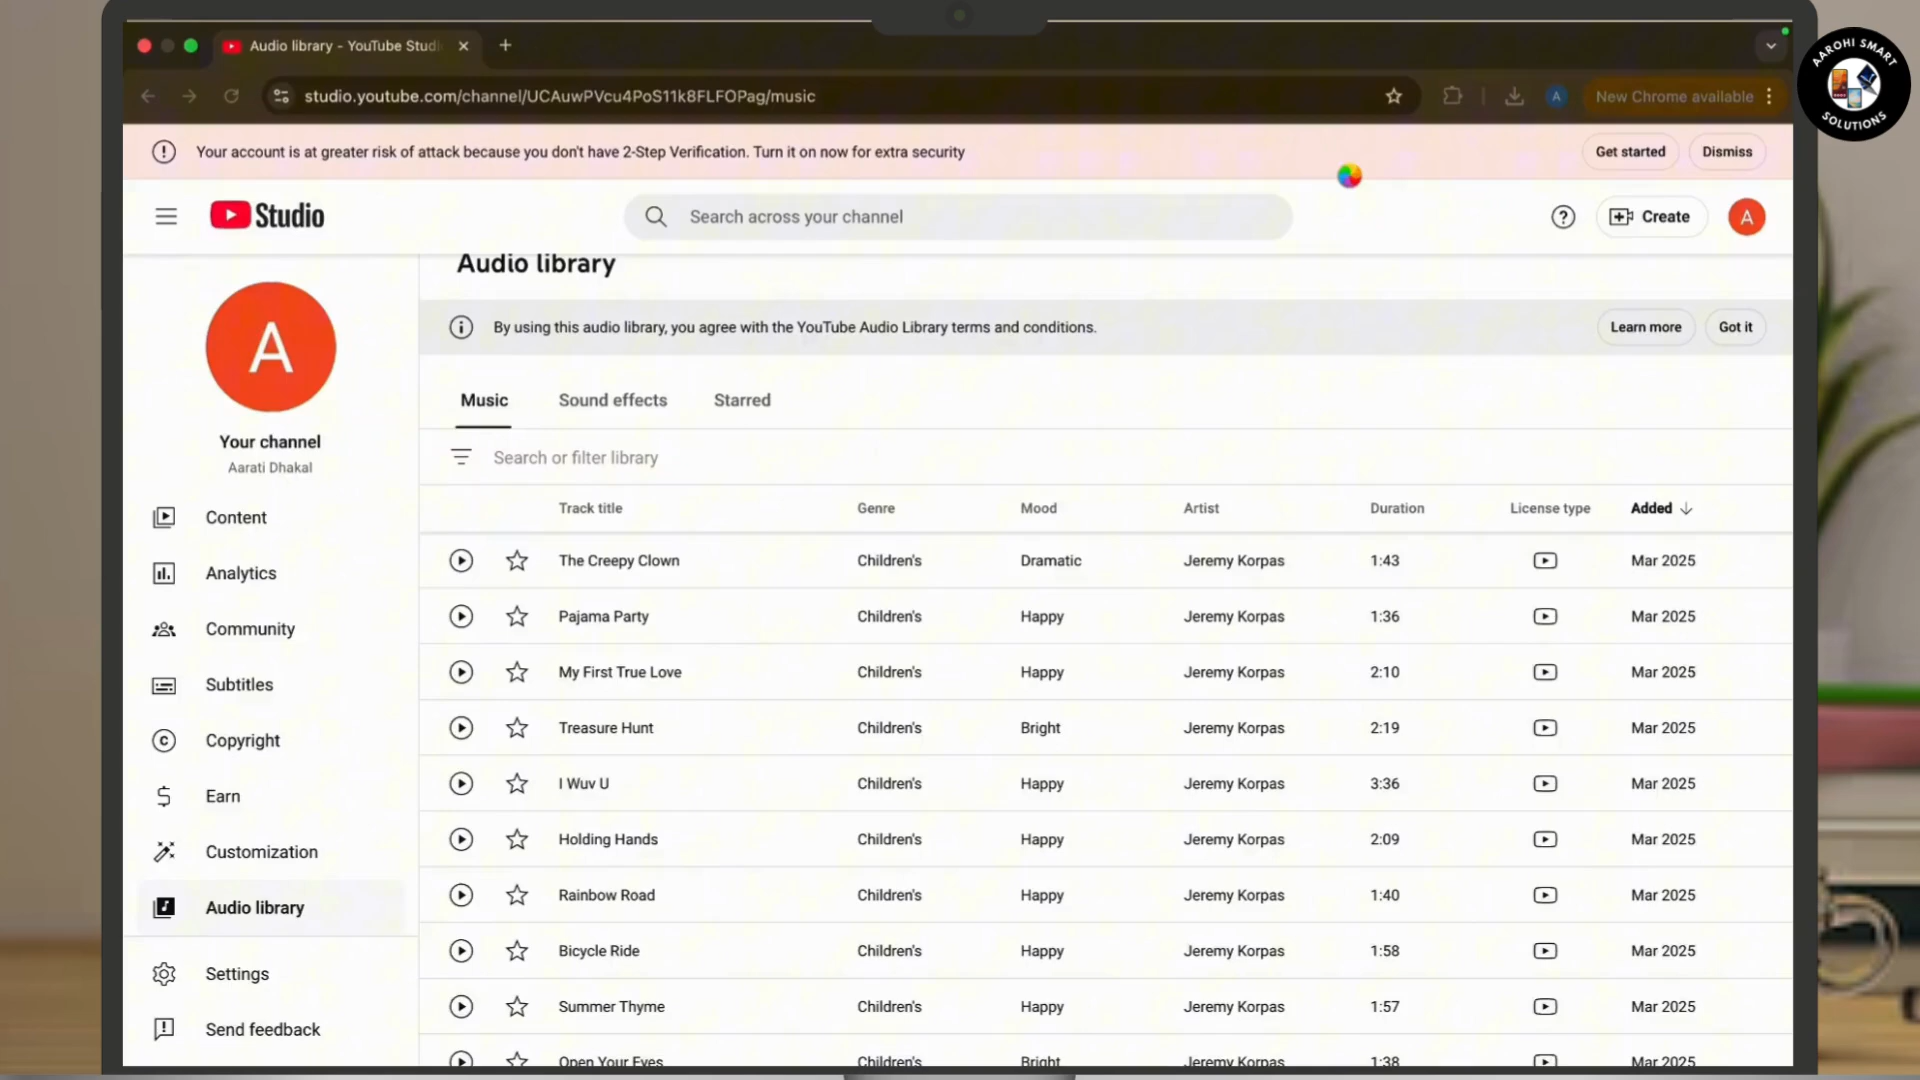 Audio library - YouTube Studi
studio.youtube.com/channel/UCAuwPVcu4PoS11k8FLFOPag/music
A
New Chrome available
AAROHI SMART
SOLUTIONS
Your account is at greater risk of attack because you don't have 2-Step Verification. Turn it on now for extra security
Get started
Dismiss
Studio
Search across your channel
Create
A
Audio library
By using this audio library, you agree with the YouTube Audio Library terms and conditions.
Learn more
Got it
A
Your channel
Aarati Dhakal
Content
Analytics
Community
Subtitles
Copyright
Earn
Customization
Audio library
Settings
Send feedback
Music Sound effects Starred
Search or filter library
Track title Genre Mood Artist Duration License type Added
The Creepy Clown Children's Dramatic Jeremy Korpas 1:43 Mar 2025
Pajama Party Children's Happy Jeremy Korpas 1:36 Mar 2025
My First True Love Children's Happy Jeremy Korpas 2:10 Mar 2025
Treasure Hunt Children's Bright Jeremy Korpas 2:19 Mar 2025
I Wuv U Children's Happy Jeremy Korpas 3:36 Mar 2025
Holding Hands Children's Happy Jeremy Korpas 2:09 Mar 2025
Rainbow Road Children's Happy Jeremy Korpas 1:40 Mar 2025
Bicycle Ride Children's Happy Jeremy Korpas 1:58 Mar 2025
Summer Thyme Children's Happy Jeremy Korpas 1:57 Mar 2025
Open Your Eyes Children's Bright Jeremy Korpas 1:38 Mar 2025